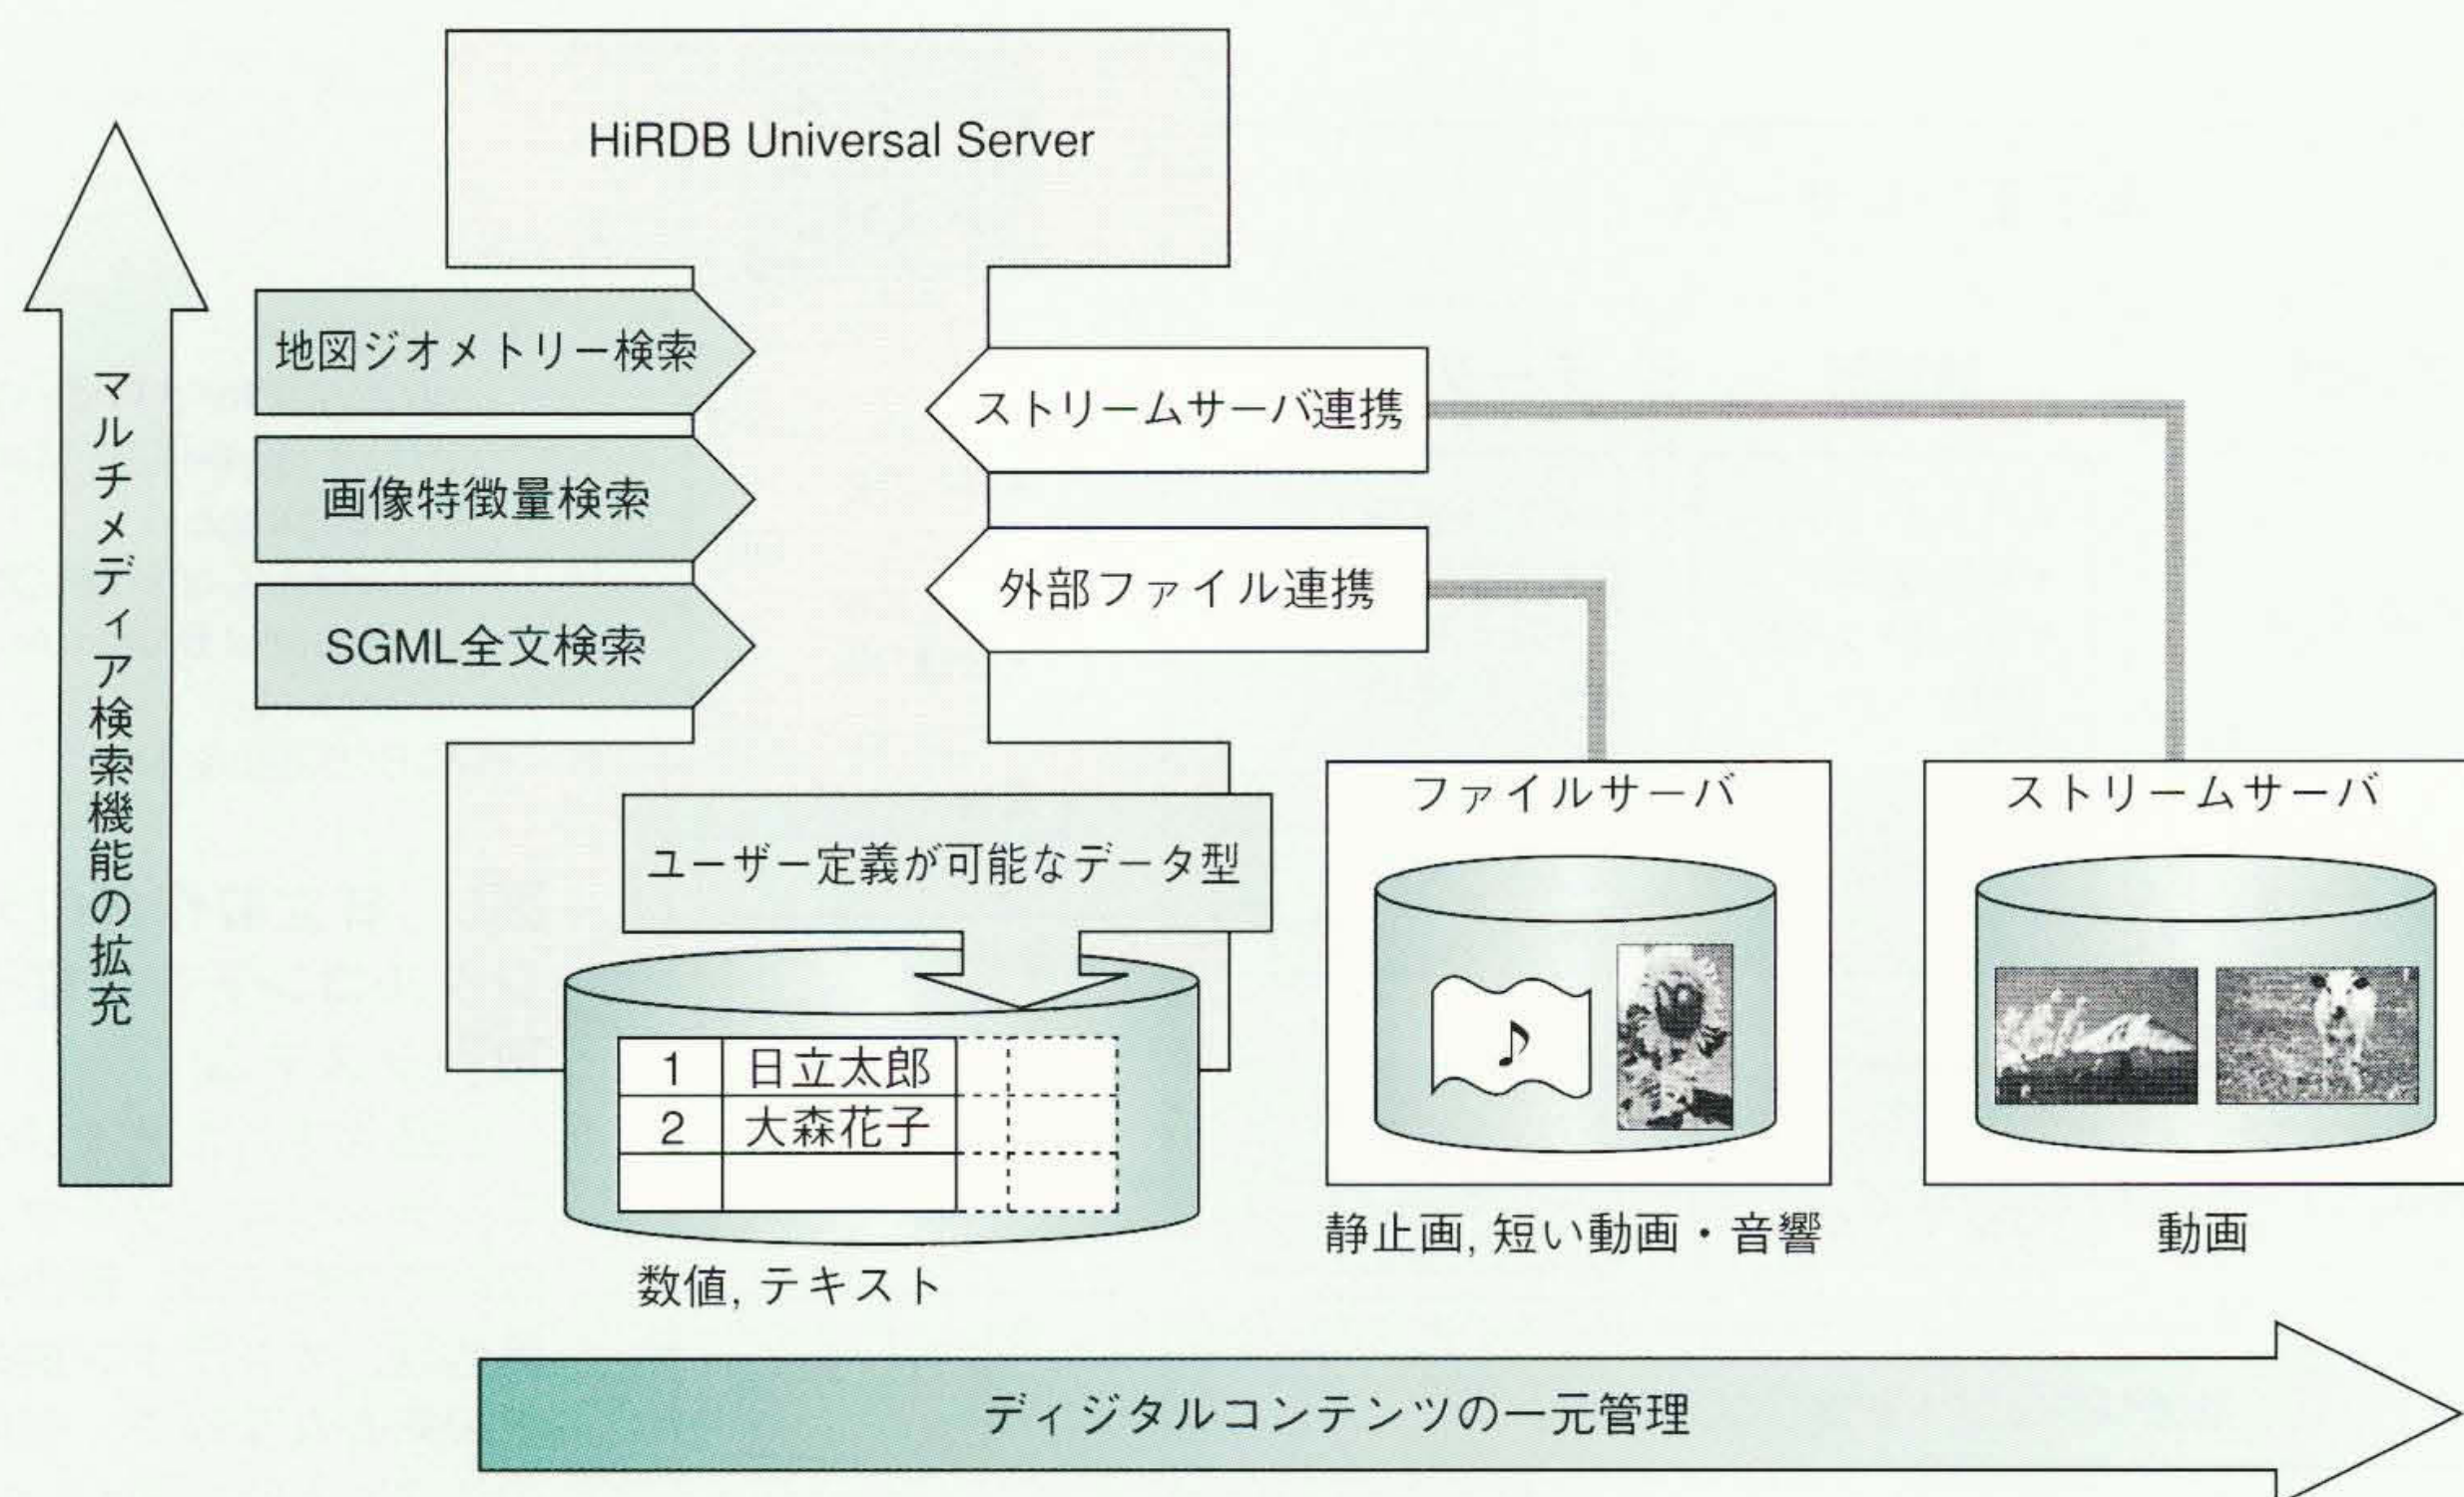 HiRDB Universal Server
マルチメディア検索機能の拡充
地図ジオメトリー検索
画像特徴量検索
SGML全文検索
ストリームサーバ連携
外部ファイル連携
ユーザー定義が可能なデータ型
1 日立太郎
2 大森花子
数値, テキスト
ファイルサーバ
静止画, 短い動画・音響
ストリームサーバ
動画
ディジタルコンテンツの一元管理